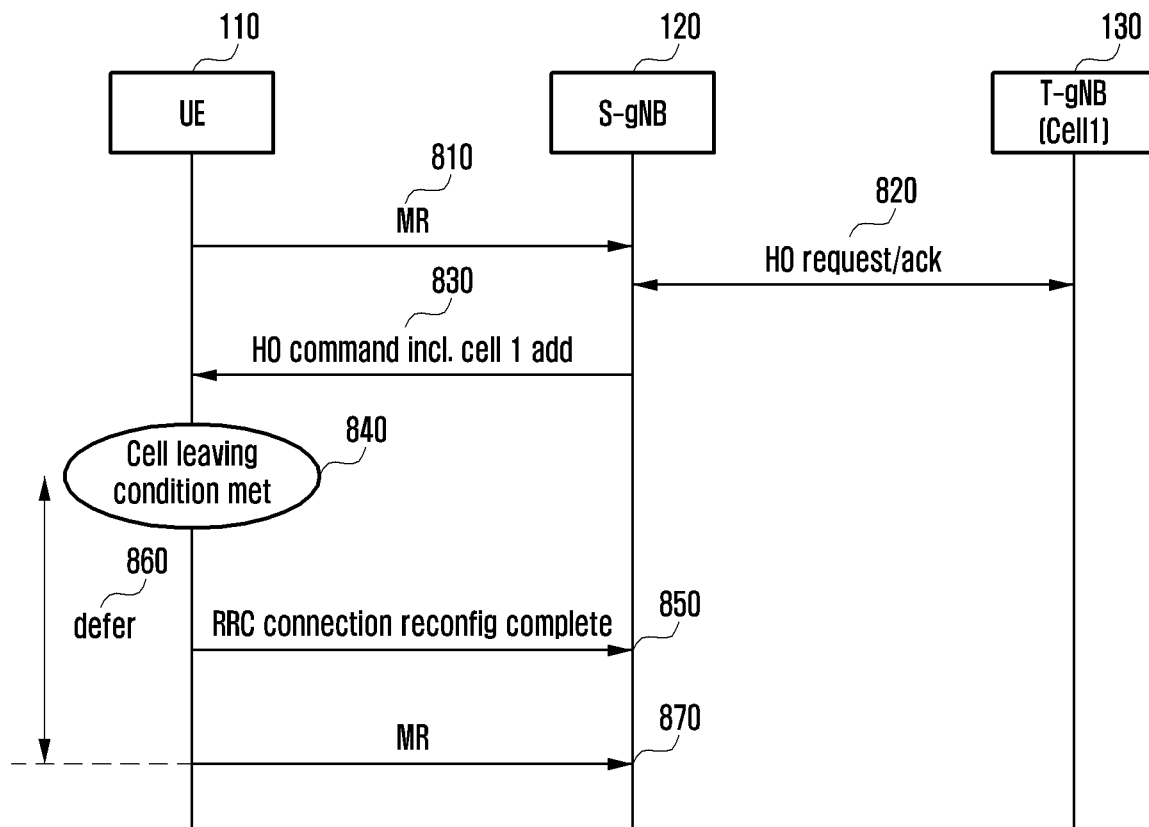 110
120
130
UE
S-gNB
T-gNB
(Cell1)
810
MR
820
HO request/ack
830
HO command incl. cell 1 add
Cell leaving
condition met
840
860
defer
RRC connection reconfig complete
850
MR
870